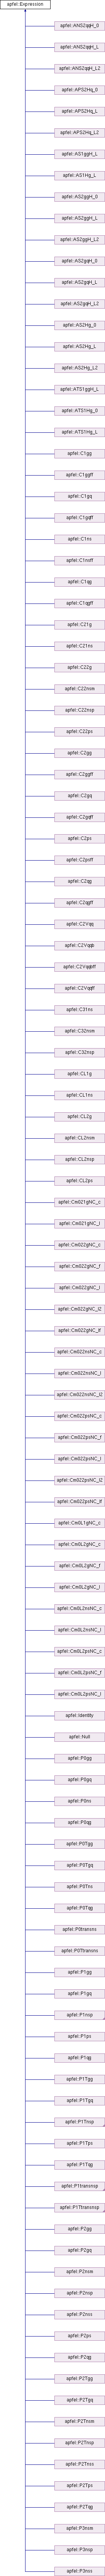 apfel::Expression
apfel::ANS2qqH_0
apfel::ANS2qqH_L
apfel::ANS2qqH_L2
apfel::APS2Hq_0
apfel::APS2Hq_L
apfel::APS2Hq_L2
apfel::AS1ggH_L
apfel::AS1Hg_L
apfel::AS2ggH_0
apfel::AS2ggH_L
apfel::AS2ggH_L2
apfel::AS2gqH_0
apfel::AS2gqH_L
apfel::AS2gqH_L2
apfel::AS2Hg_0
apfel::AS2Hg_L
apfel::AS2Hg_L2
apfel::ATS1ggH_L
apfel::ATS1Hg_0
apfel::ATS1Hg_L
apfel::C1gg
apfel::C1ggff
apfel::C1gq
apfel::C1gqff
apfel::C1ns
apfel::C1nsff
apfel::C1qg
apfel::C1qgff
apfel::C21g
apfel::C21ns
apfel::C22g
apfel::C22nsm
apfel::C22nsp
apfel::C22ps
apfel::C2gg
apfel::C2ggff
apfel::C2gq
apfel::C2gqff
apfel::C2ps
apfel::C2psff
apfel::C2qg
apfel::C2qgff
apfel::C2Vqq
apfel::C2Vqqb
apfel::C2Vqqbff
apfel::C2Vqqff
apfel::C31ns
apfel::C32nsm
apfel::C32nsp
apfel::CL1g
apfel::CL1ns
apfel::CL2g
apfel::CL2nsm
apfel::CL2nsp
apfel::CL2ps
apfel::Cm021gNC_c
apfel::Cm021gNC_l
apfel::Cm022gNC_c
apfel::Cm022gNC_f
apfel::Cm022gNC_l
apfel::Cm022gNC_l2
apfel::Cm022gNC_lf
apfel::Cm022nsNC_c
apfel::Cm022nsNC_l
apfel::Cm022nsNC_l2
apfel::Cm022psNC_c
apfel::Cm022psNC_f
apfel::Cm022psNC_l
apfel::Cm022psNC_l2
apfel::Cm022psNC_lf
apfel::Cm0L1gNC_c
apfel::Cm0L2gNC_c
apfel::Cm0L2gNC_f
apfel::Cm0L2gNC_l
apfel::Cm0L2nsNC_c
apfel::Cm0L2nsNC_l
apfel::Cm0L2psNC_c
apfel::Cm0L2psNC_f
apfel::Cm0L2psNC_l
apfel::Identity
apfel::Null
apfel::P0gg
apfel::P0gq
apfel::P0ns
apfel::P0qg
apfel::P0Tgg
apfel::P0Tgq
apfel::P0Tns
apfel::P0Tqg
apfel::P0transns
apfel::P0Ttransns
apfel::P1gg
apfel::P1gq
apfel::P1nsp
apfel::P1ps
apfel::P1qg
apfel::P1Tgg
apfel::P1Tgq
apfel::P1Tnsp
apfel::P1Tps
apfel::P1Tqg
apfel::P1transnsp
apfel::P1Ttransnsp
apfel::P2gg
apfel::P2gq
apfel::P2nsm
apfel::P2nsp
apfel::P2nss
apfel::P2ps
apfel::P2qg
apfel::P2Tgg
apfel::P2Tgq
apfel::P2Tnsm
apfel::P2Tnsp
apfel::P2Tnss
apfel::P2Tps
apfel::P2Tqg
apfel::P3nsm
apfel::P3nsp
apfel::P3nss